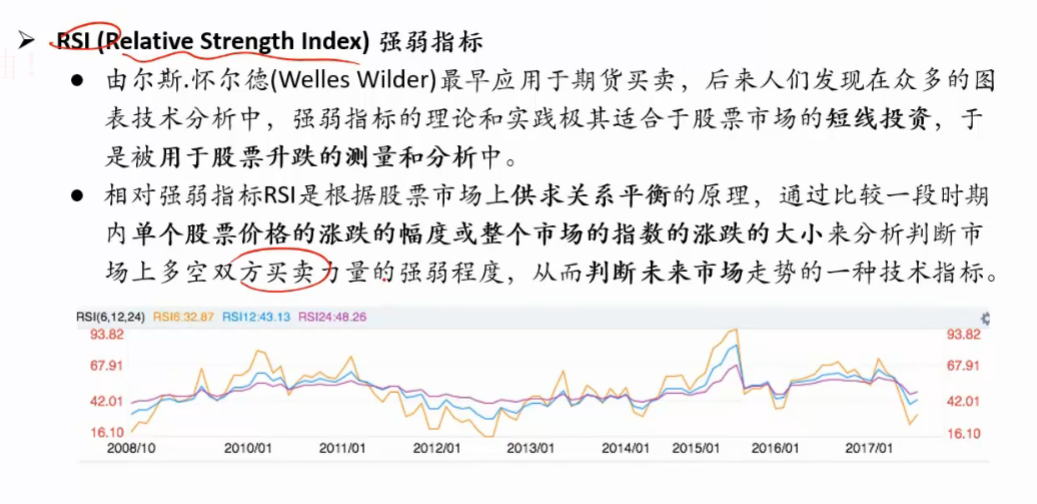 ➤ RSI (Relative Strength Index) 强弱指标
● 由尔斯.怀尔德(Welles Wilder)最早应用于期货买卖，后来人们发现在众多的图
表技术分析中，强弱指标的理论和实践极其适合于股票市场的短线投资，于
是被用于股票升跌的测量和分析中。
● 相对强弱指标RSI是根据股票市场上供求关系平衡的原理，通过比较一段时期
内单个股票价格的涨跌的幅度或整个市场的指数的涨跌的大小来分析判断市
场上多空双方买卖力量的强弱程度，从而判断未来市场走势的一种技术指标。
RSI(6,12,24) RSI6:32.87 RSI12:43.13 RSI24:48.26
93.82 93.82
67.91 67.91
42.01 42.01
16.10 16.10
2008/10 2010/01 2011/01 2012/01 2013/01 2014/01 2015/01 2016/01 2017/01